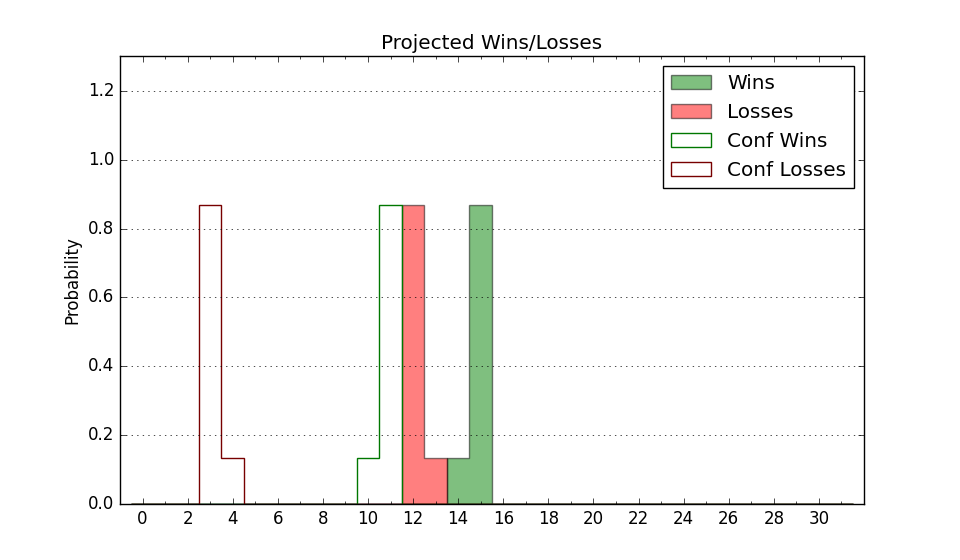 Projected Wins/Losses
Wins
Losses
Conf Wins
Conf Losses
Probability
1.2
1.0
0.8
0.6
0.4
0.2
0.0
0 2 4 6 8 10 12 14 16 18 20 22 24 26 28 30